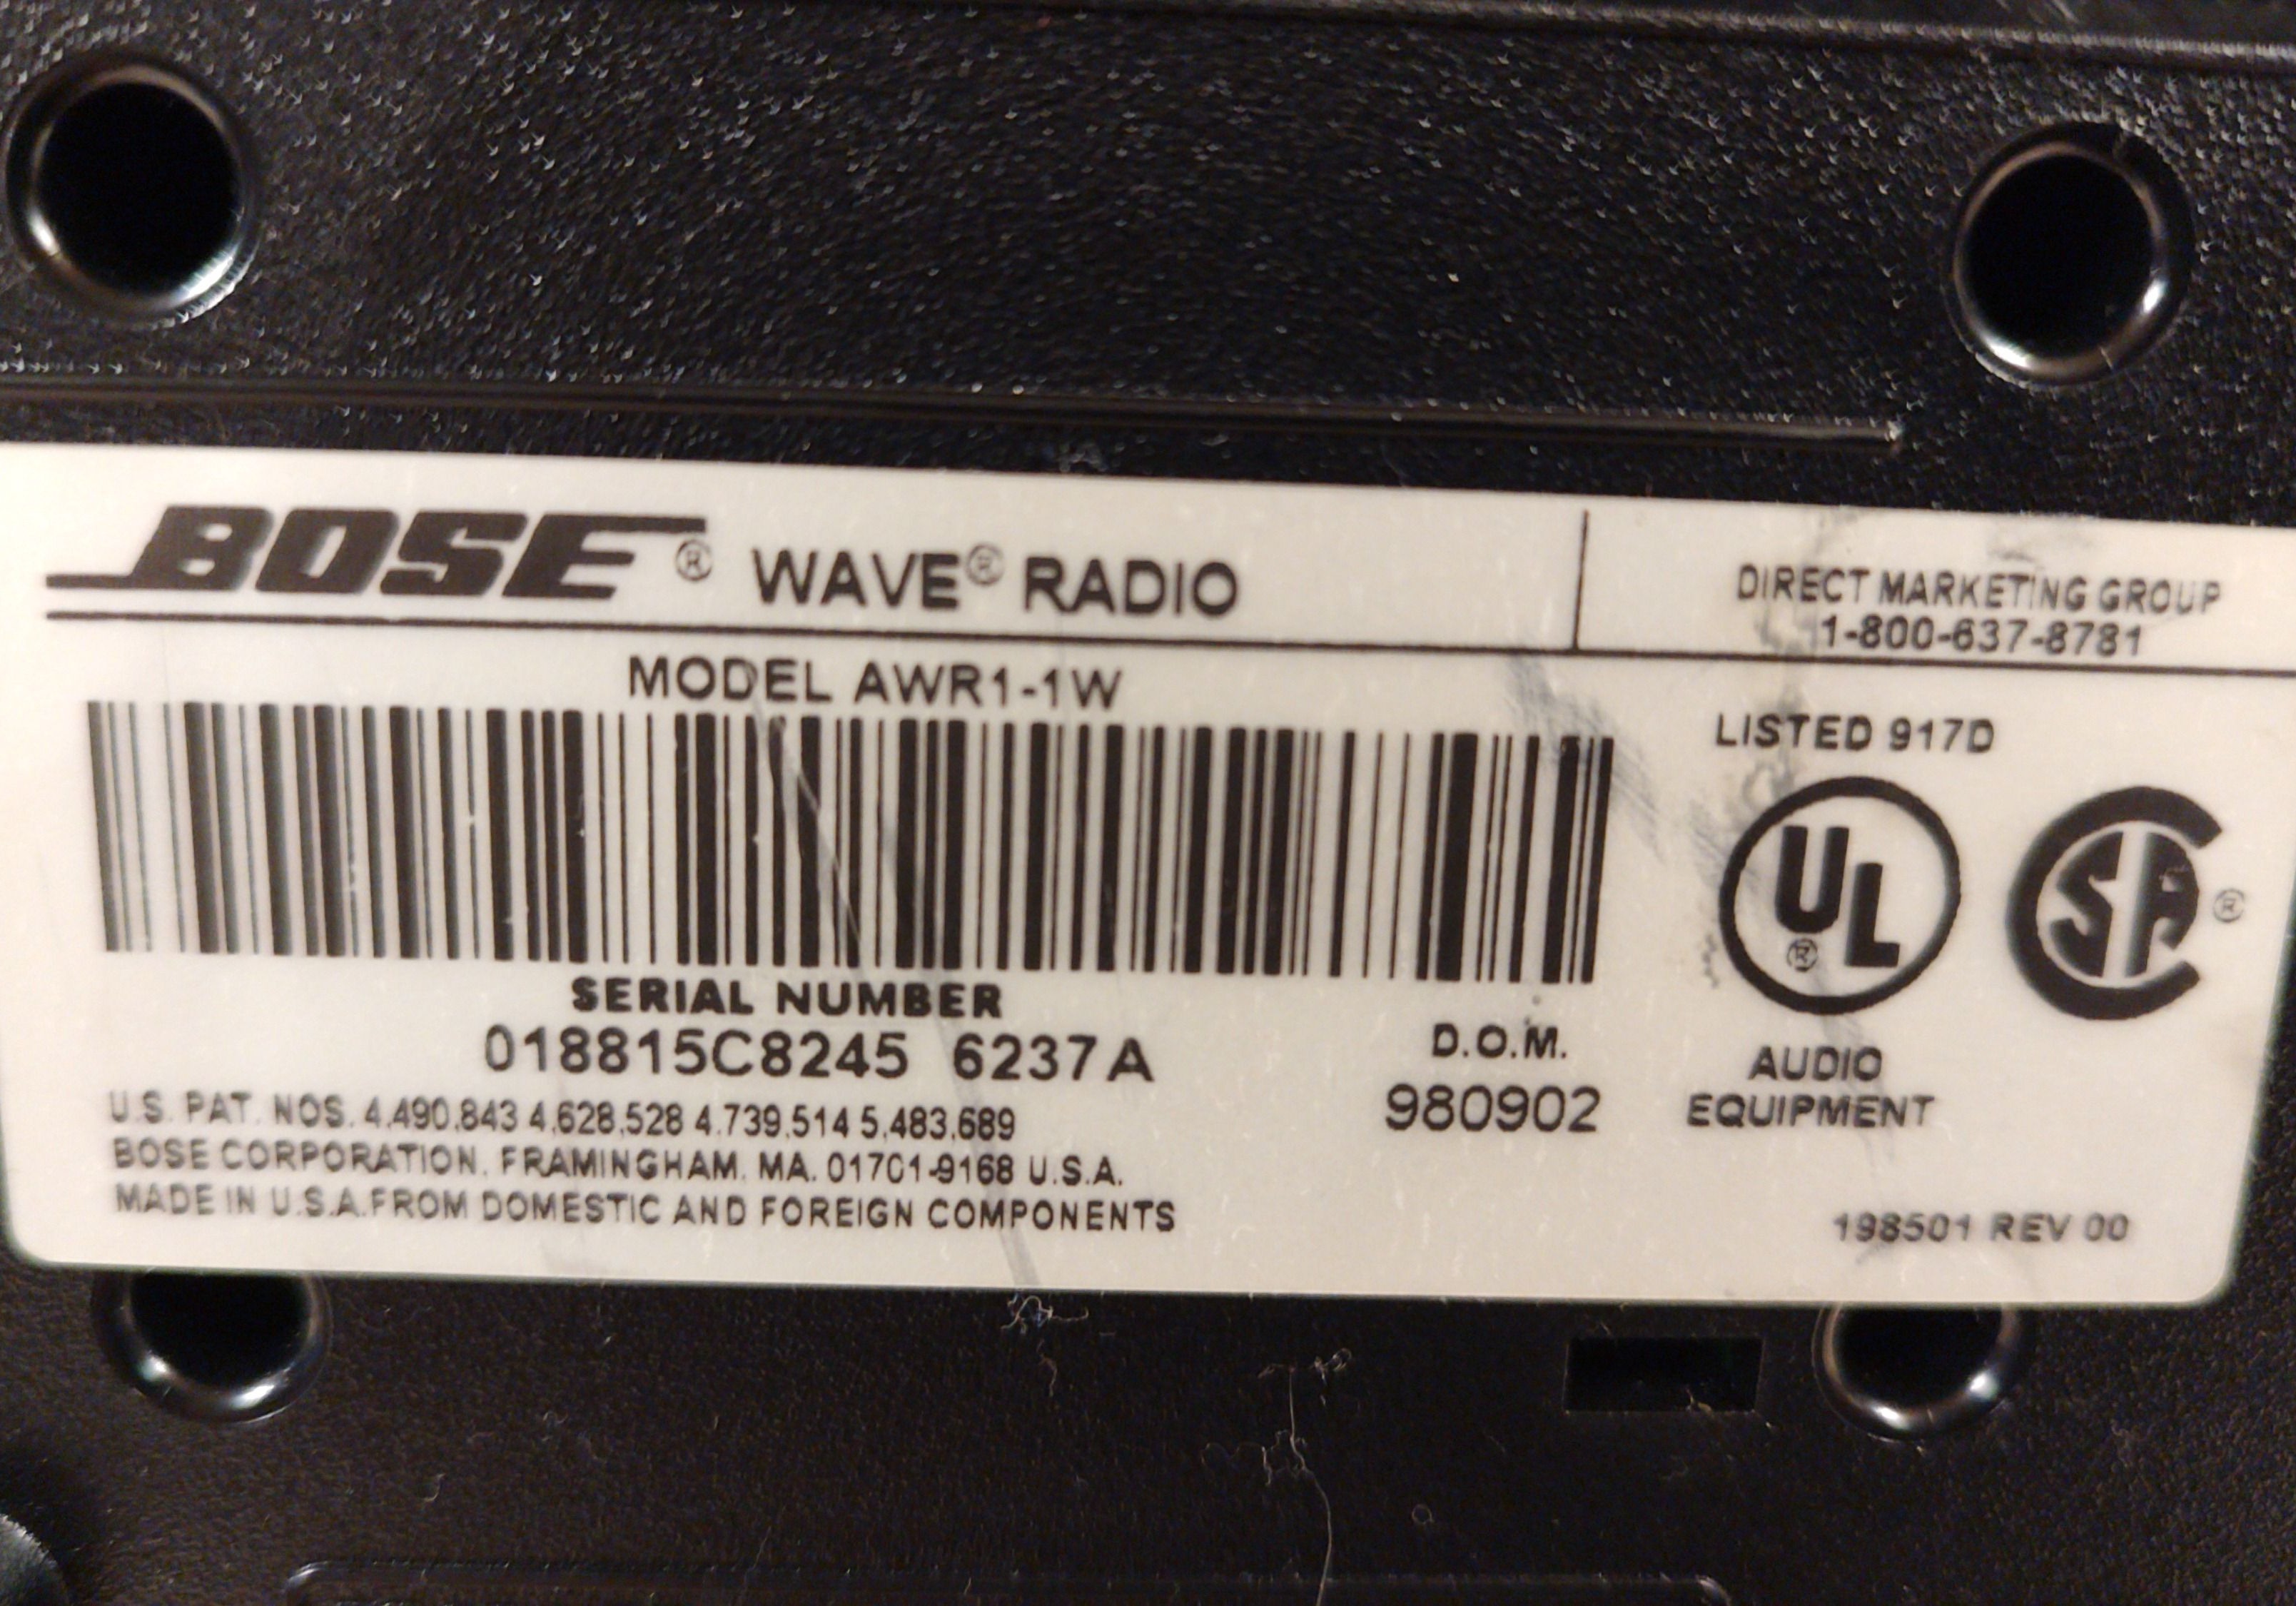 BOSE® WAVE® RADIO
DIRECT MARKETING GROUP
1-800-637-8781
MODEL AWR1-1W
LISTED 917D
UL®
CSA®
SERIAL NUMBER
018815C8245 6237A
D.O.M.
980902
AUDIO
EQUIPMENT
U.S. PAT. NOS. 4,490,843 4,628,528 4,739,514 5,483,689
BOSE CORPORATION, FRAMINGHAM, MA. 01701-9168 U.S.A.
MADE IN U.S.A. FROM DOMESTIC AND FOREIGN COMPONENTS
198501 REV 00